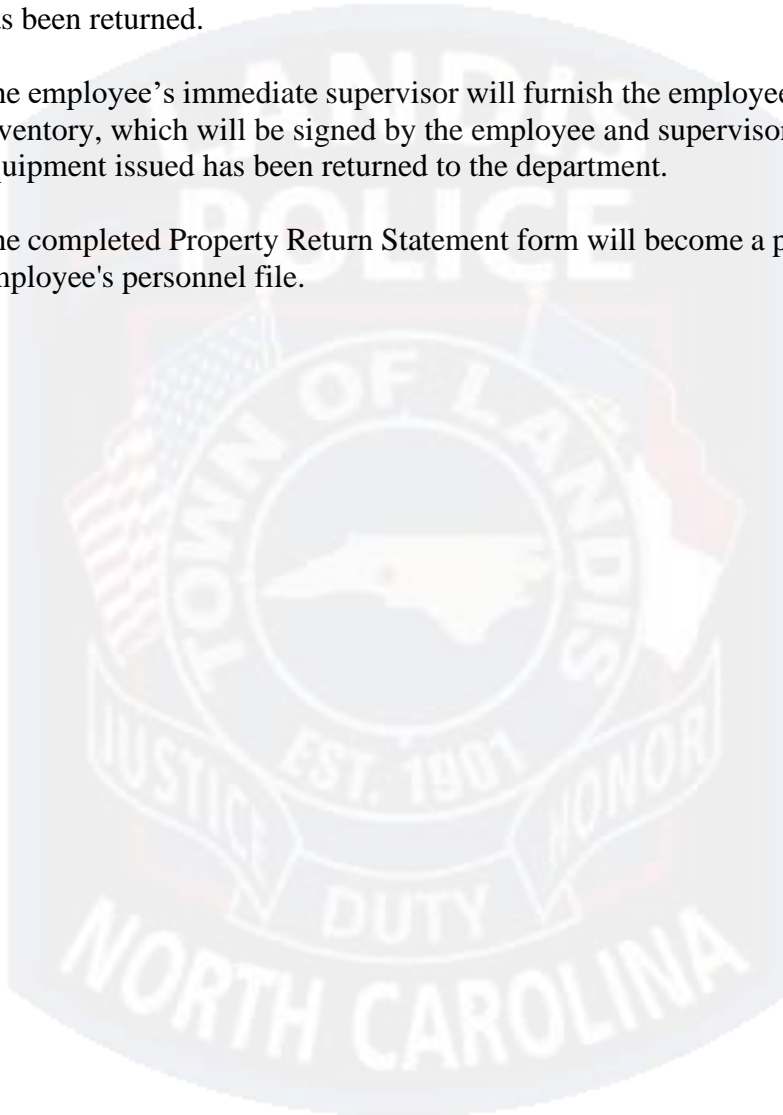 s been returned.
he employee's immediate supervisor will furnish the employee
ventory, which will be signed by the employee and supervisor
quipment issued has been returned to the department.
he completed Property Return Statement form will become a p
mployee's personnel file.
LANDIS
POLICE
TOWN OF LANDIS
EST. 1901
JUSTICE
DUTY
HONOR
NORTH CAROLINA